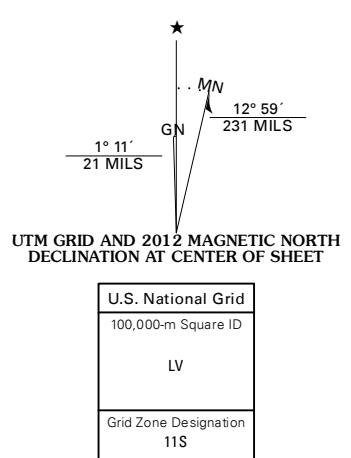 ★
MN
GN
12° 59´
231 MILS
1° 11´
21 MILS
UTM GRID AND 2012 MAGNETIC NORTH
DECLINATION AT CENTER OF SHEET
U.S. National Grid
100,000-m Square ID
LV
Grid Zone Designation
11S